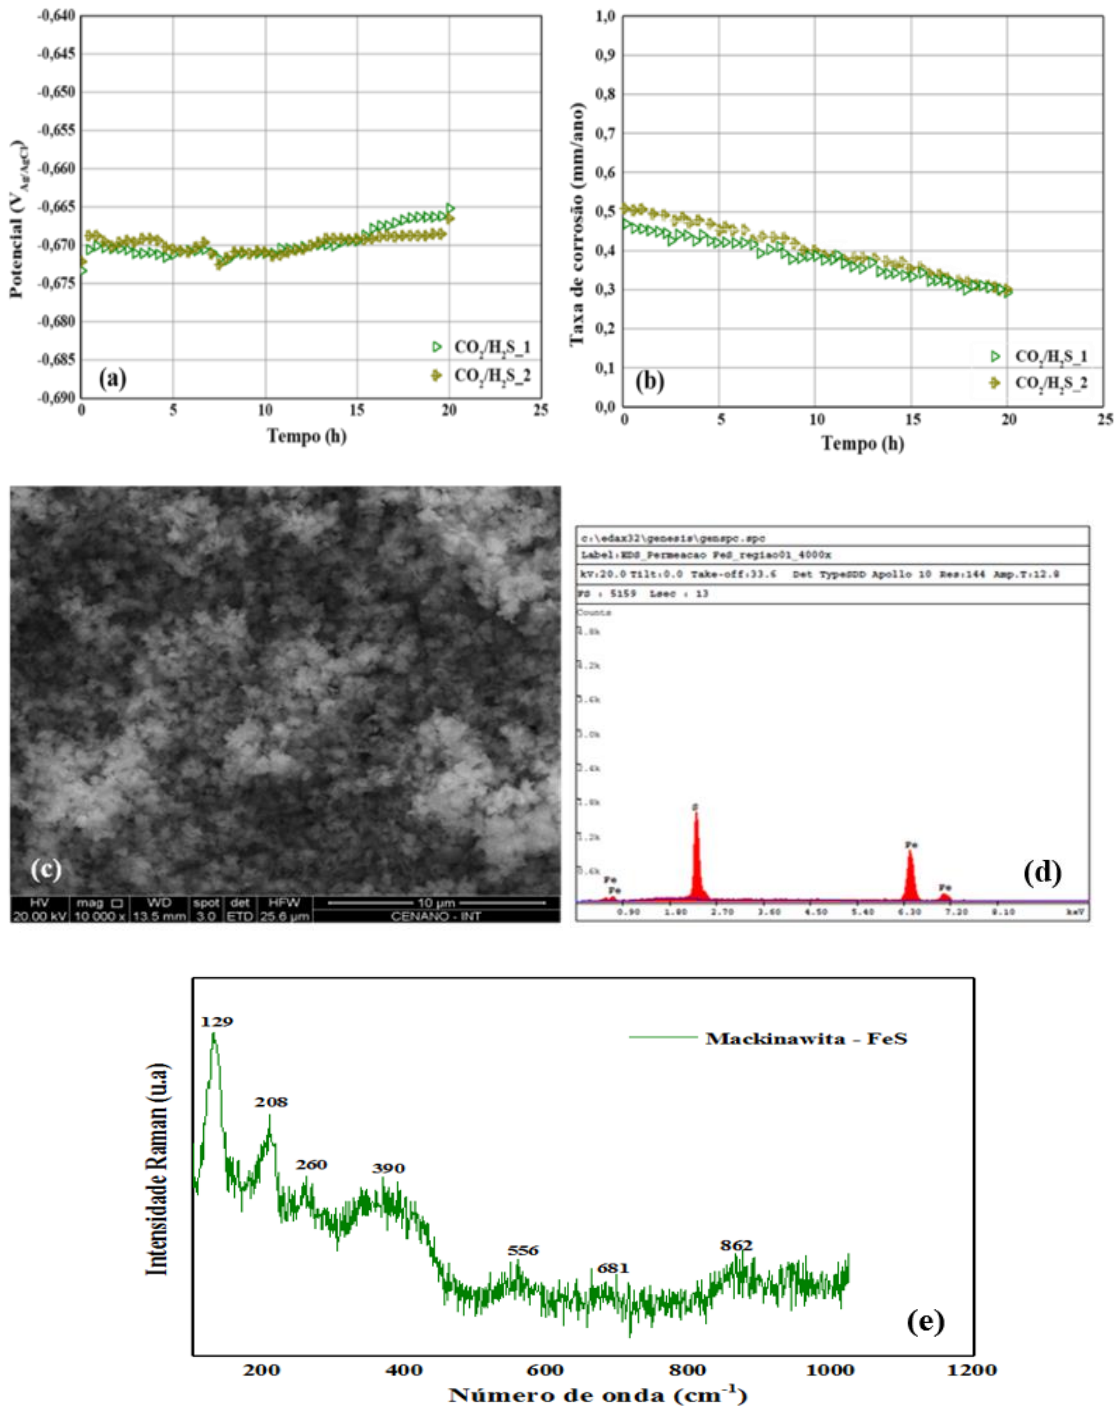 -0,640
-0,645
-0,650
-0,655
-0,660
-0,665
-0,670
-0,675
-0,680
-0,685
-0,690
Potencial (V Ag/AgCl)
0 5 10 15 20 25
Tempo (h)
CO2/H2S_1
CO2/H2S_2
(a)
1,0
0,9
0,8
0,7
0,6
0,5
0,4
0,3
0,2
0,1
0,0
Taxa de corrosão (mm/ano)
0 5 10 15 20 25
Tempo (h)
CO2/H2S_1
CO2/H2S_2
(b)
(c)
HV mag WD spot det HFW 10 µm
20.00 kV 10 000 x 13.5 mm 3.0 ETD 25.6 µm CENANO - INT
c:\edax32\genesis\genspc.spc
Label:EDS_Permeacao FeS_regiao01_4000x
kV:20.0 Tilt:0.0 Take-off:33.6 Det TypeSDD Apollo 10 Res:144 Amp.T:12.8
FS : 5159 Lsec : 13
Counts
S
Fe
Fe
Fe
Fe
0.90 1.80 2.70 3.60 4.50 5.40 6.30 7.20 8.10 keV
(d)
Intensidade Raman (u.a)
129
208
260
390
556
681
862
Mackinawita - FeS
(e)
200 400 600 800 1000 1200
Número de onda (cm-1)